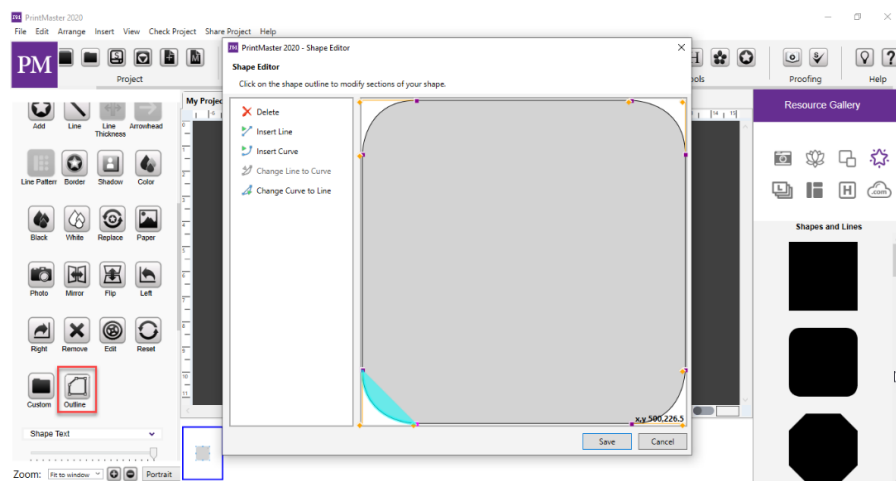 PM PrintMaster 2020
File Edit Arrange Insert View Check Project Share Project Help
PM
Project
Proofing
Help
PM PrintMaster 2020 - Shape Editor
Shape Editor
Click on the shape outline to modify sections of your shape.
Delete
Insert Line
Insert Curve
Change Line to Curve
Change Curve to Line
x,y 500,226.5
Save Cancel
My Projec
Add Line Line Thickness Arrowhead
Line Pattern Border Shadow Color
Black White Replace Paper
Photo Mirror Flip Left
Right Remove Edit Reset
Custom Outline
Shape Text
Zoom: Fit to window Portrait
Resource Gallery
L H .com
Shapes and Lines